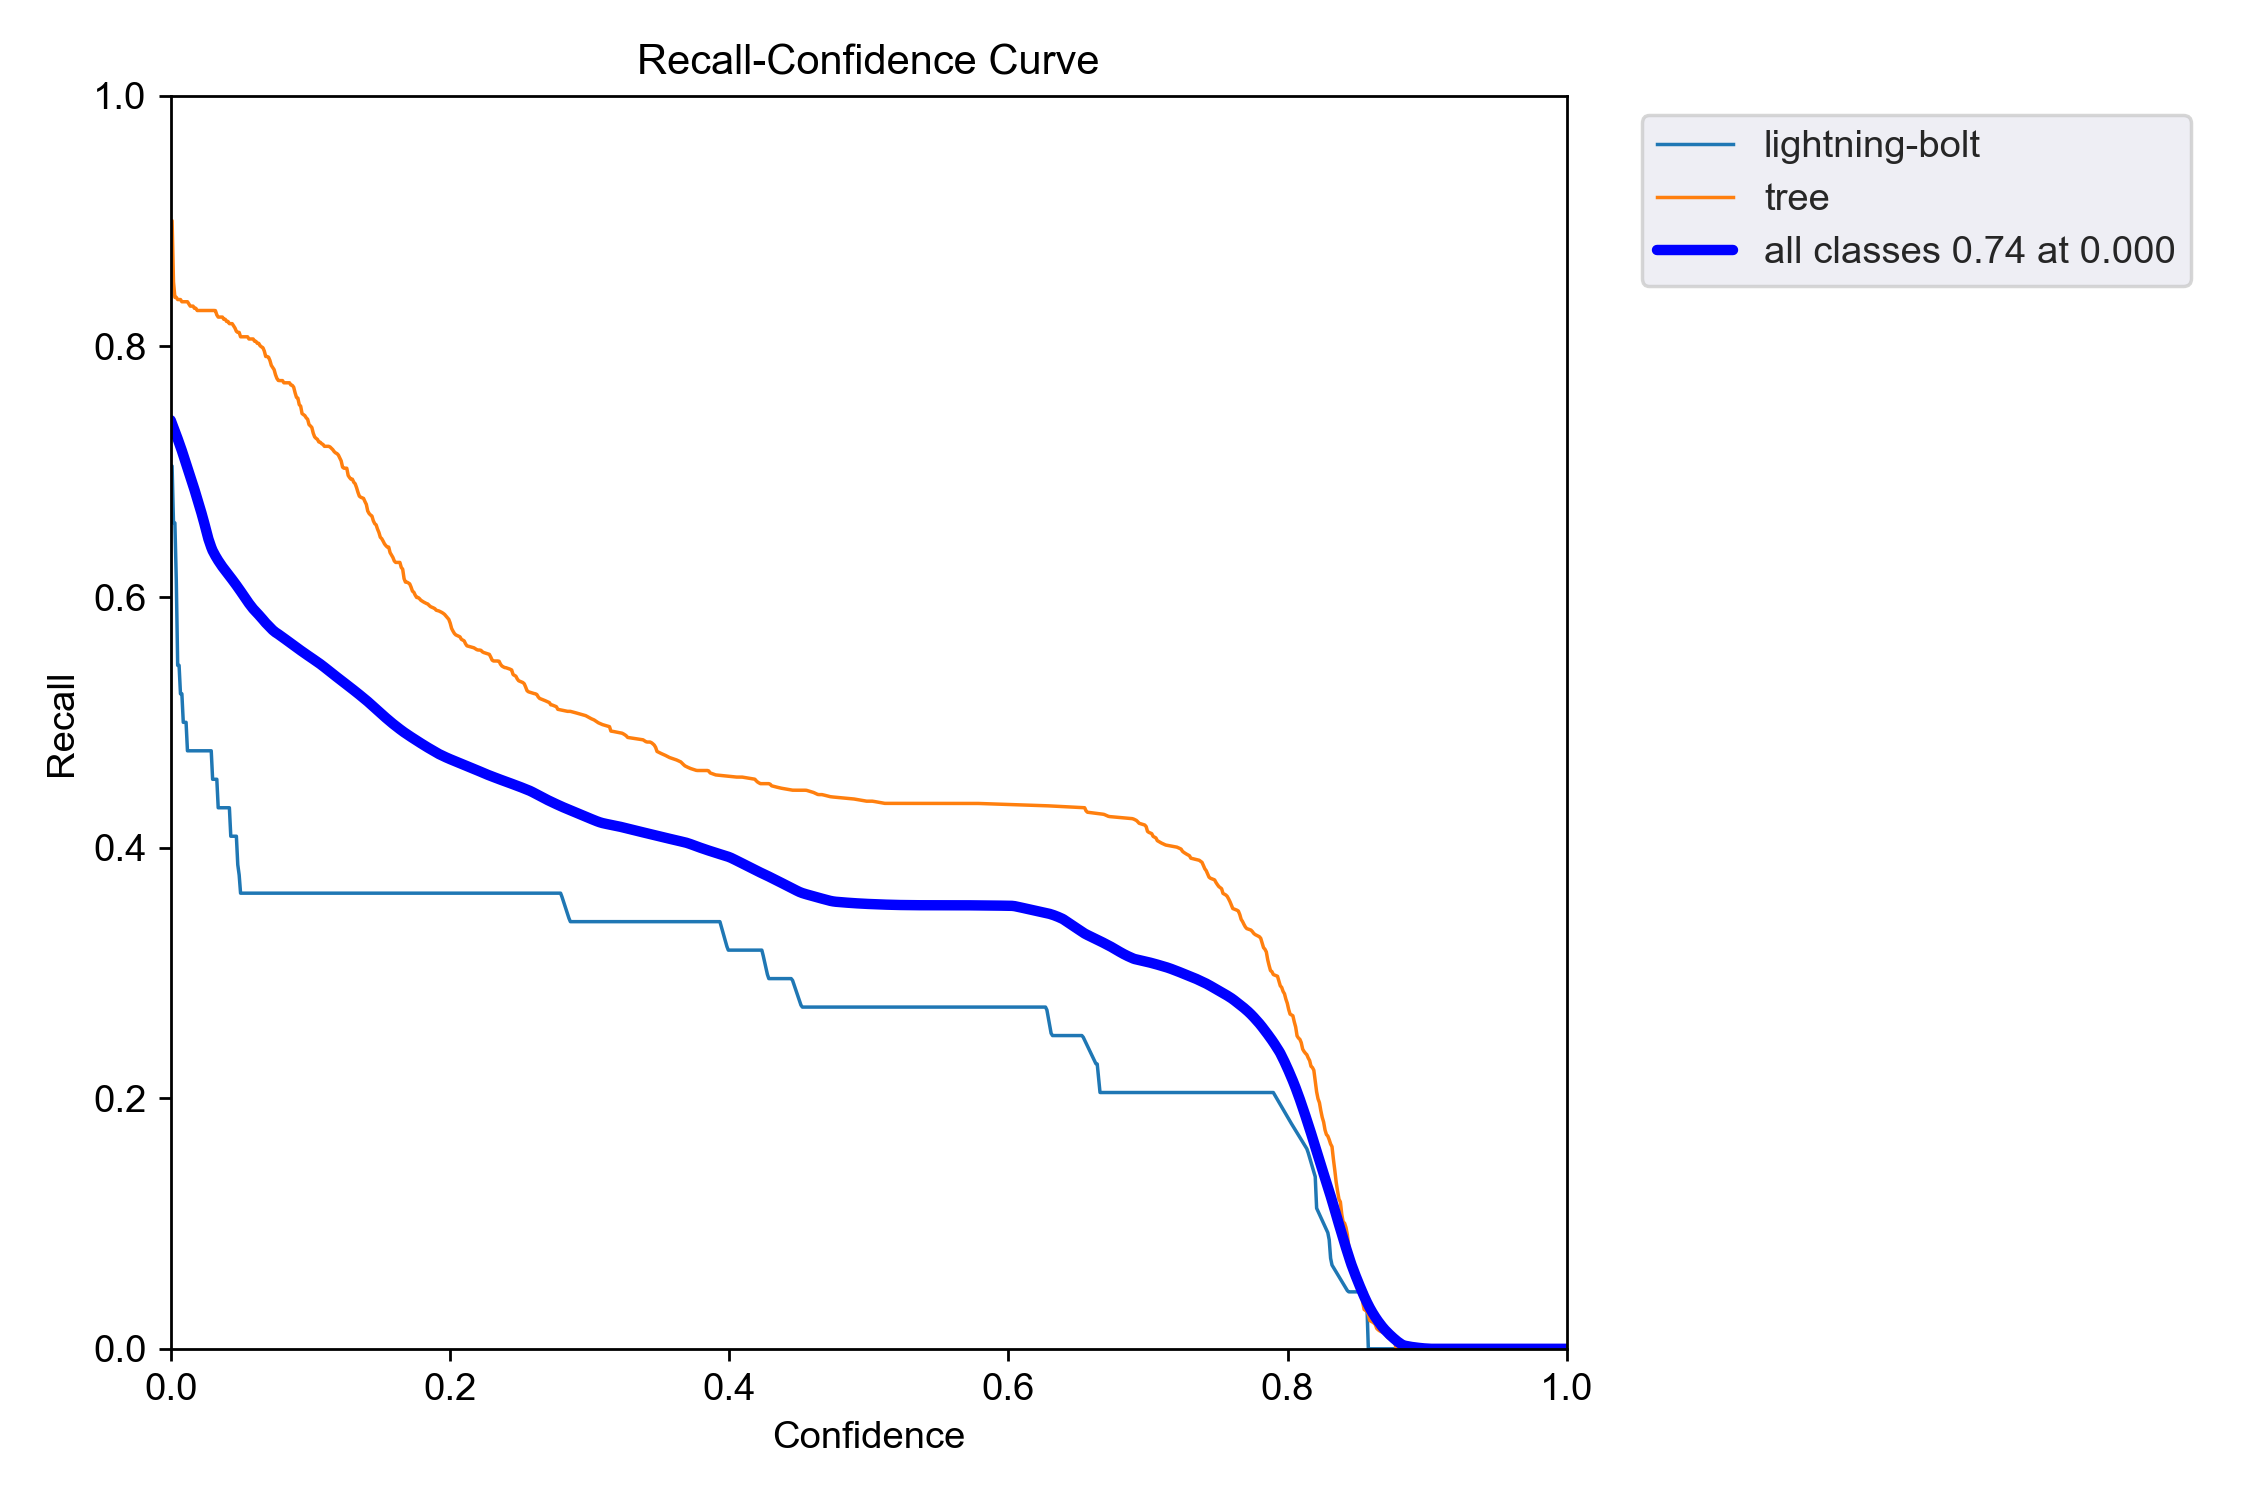 Recall-Confidence Curve
1.0
0.8
0.6
0.4
0.2
0.0
Recall
0.0 0.2 0.4 0.6 0.8 1.0
Confidence
lightning-bolt
tree
all classes 0.74 at 0.000